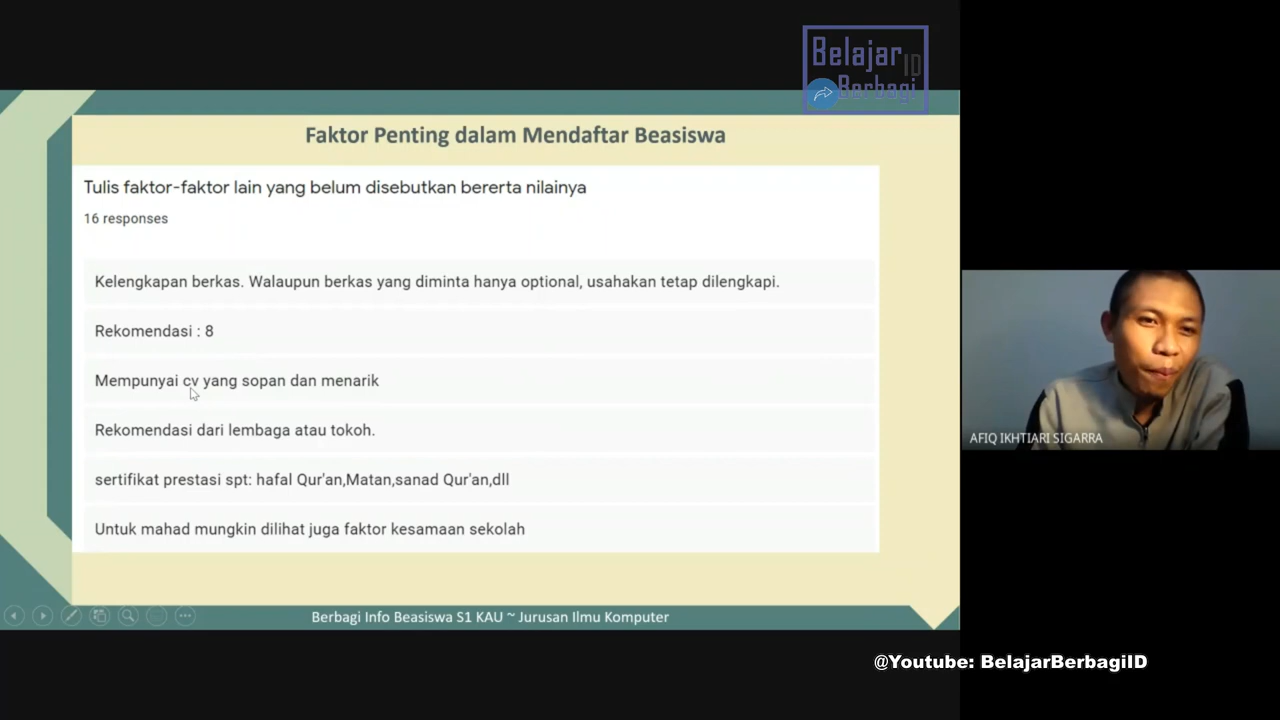 Belajar
ID
Berbagi
Faktor Penting dalam Mendaftar Beasiswa
Tulis faktor-faktor lain yang belum disebutkan bererta nilainya
16 responses
Kelengkapan berkas. Walaupun berkas yang diminta hanya optional, usahakan tetap dilengkapi.
Rekomendasi : 8
Mempunyai cv yang sopan dan menarik
Rekomendasi dari lembaga atau tokoh.
sertifikat prestasi spt: hafal Qur'an,Matan,sanad Qur'an,dll
Untuk mahad mungkin dilihat juga faktor kesamaan sekolah
Berbagi Info Beasiswa S1 KAU ~ Jurusan Ilmu Komputer
AFIQ IKHTIARI SIGARRA
@Youtube: BelajarBerbagiID